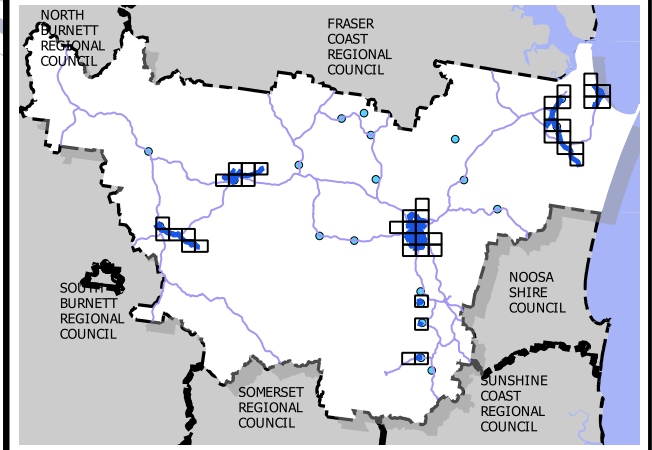 NORTH
BURNETT
REGIONAL
COUNCIL
FRASER
COAST
REGIONAL
COUNCIL
SOUTH
BURNETT
REGIONAL
COUNCIL
NOOSA
SHIRE
COUNCIL
SOMERSET
REGIONAL
COUNCIL
SUNSHINE
COAST
REGIONAL
COUNCIL